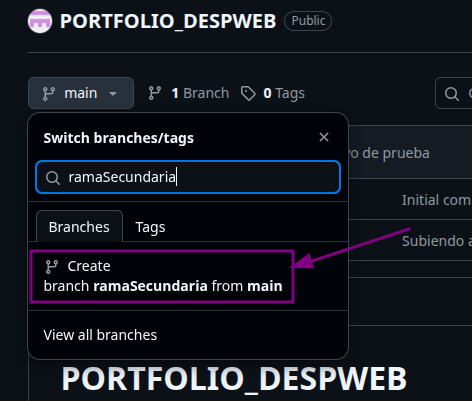 PORTFOLIO_DESPWEB Public
main 1 Branch 0 Tags
Switch branches/tags
vo de prueba
ramaSecundaria
Initial com
Branches Tags
Subiendo a
Create
branch ramaSecundaria from main
View all branches
PORTFOLIO_DESPWEB